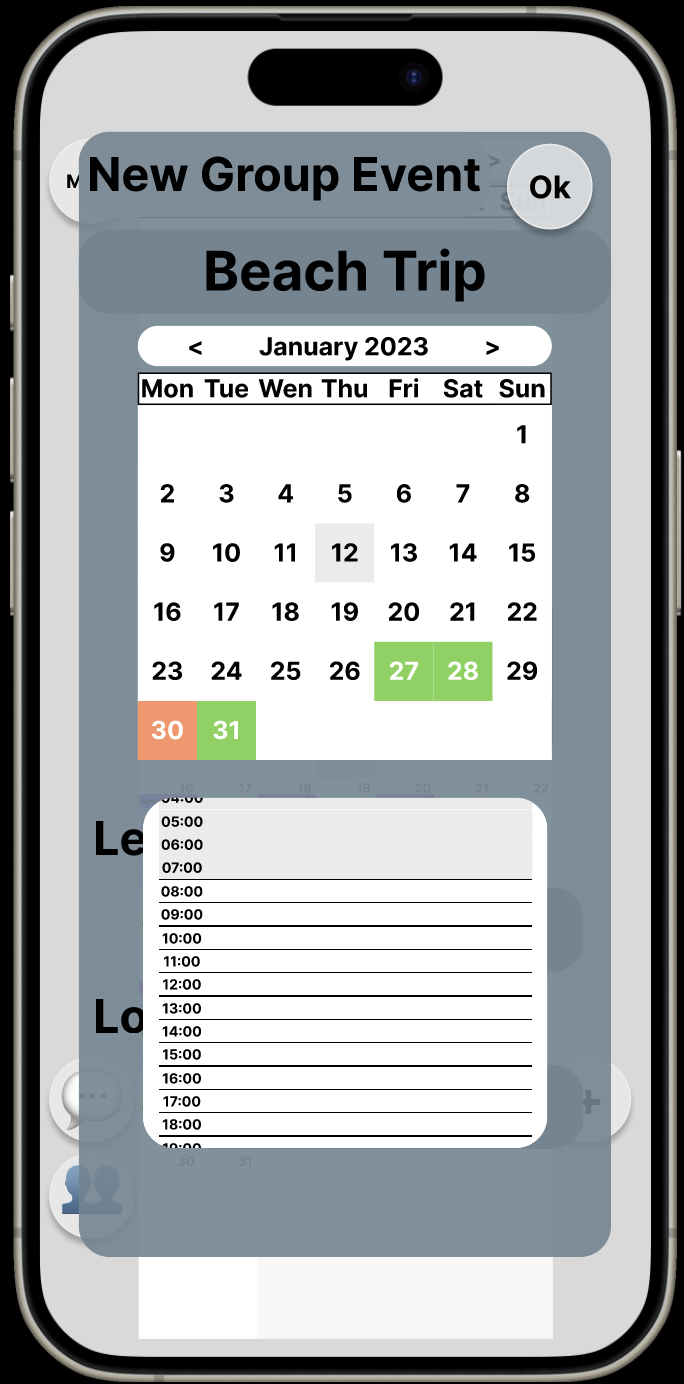 M
New Group Event
>
Ok
. Sun
Beach Trip
< January 2023 >
Mon Tue Wen Thu Fri Sat Sun
1
2 3 4 5 6 7 8
9 10 11 12 13 14 15
16 17 18 19 20 21 22
23 24 25 26 27 28 29
30 31
16 17 18 19 20 21 22
04:00
Le
05:00
06:00
07:00
08:00
09:00
10:00
11:00
12:00
Lo
13:00
14:00
15:00
16:00
+
17:00
18:00
19:00
30 31